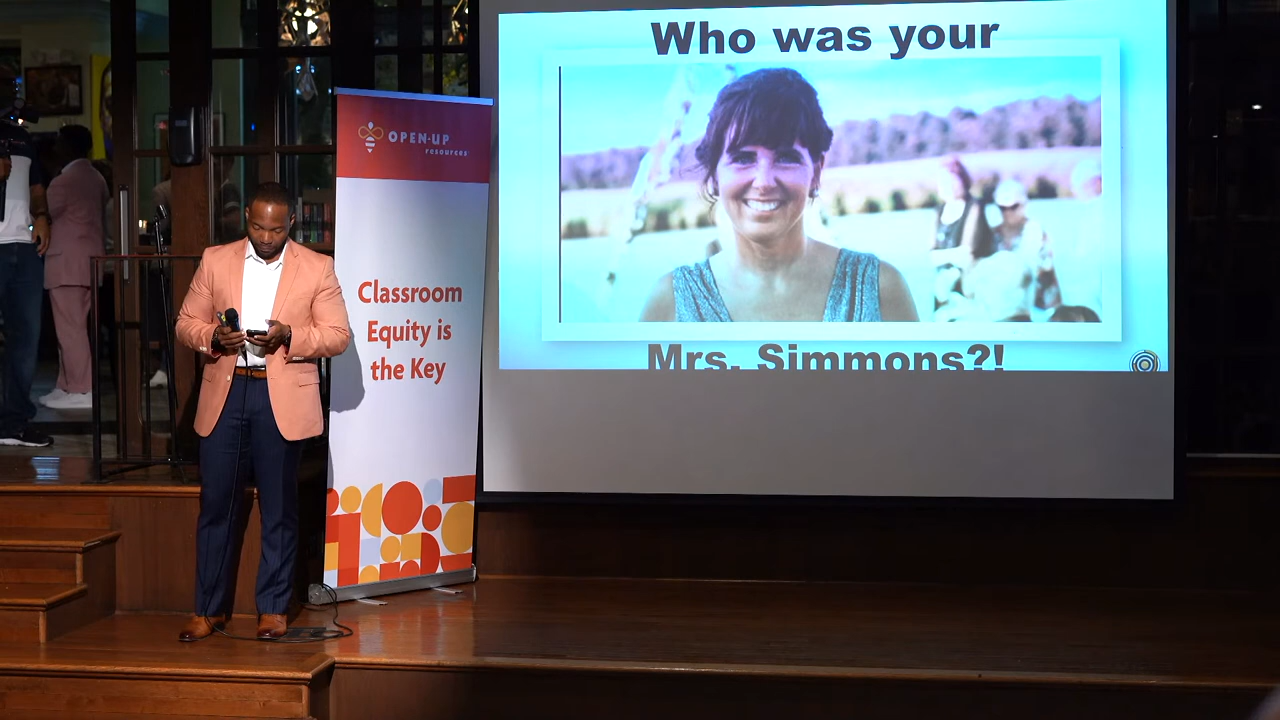 OPEN-UP
resources
Classroom
Equity is
the Key
Who was your
Mrs. Simmons?!